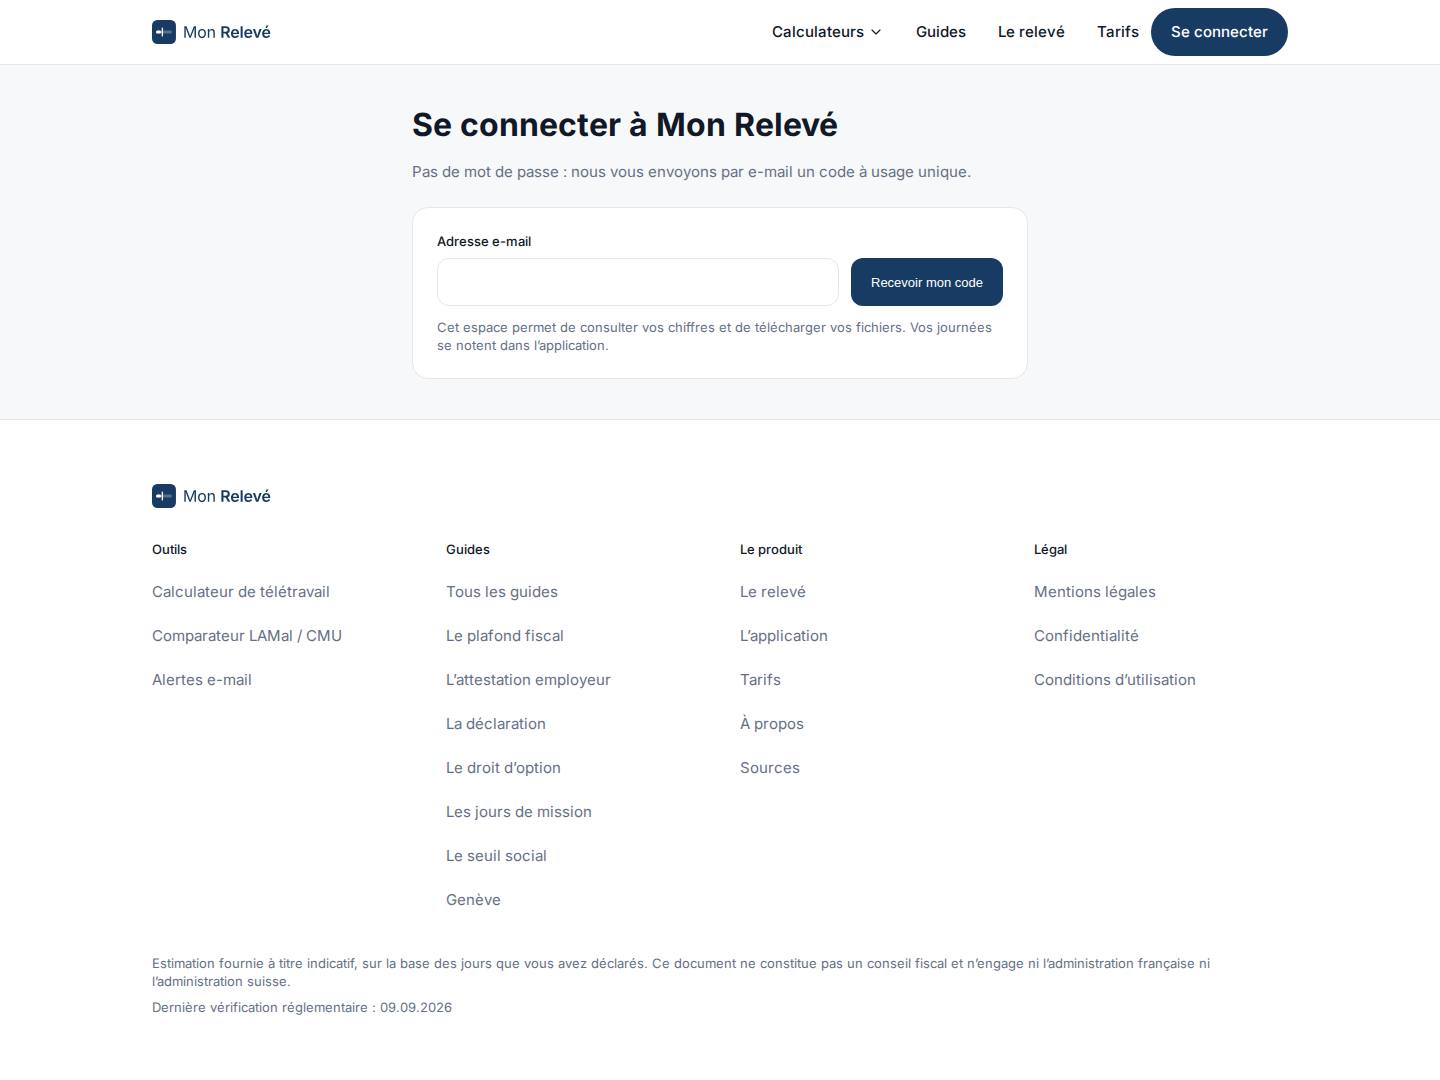 Mon Relevé
Calculateurs
Guides
Le relevé
Tarifs
Se connecter
Se connecter à Mon Relevé
Pas de mot de passe : nous vous envoyons par e-mail un code à usage unique.
Adresse e-mail
Recevoir mon code
Cet espace permet de consulter vos chiffres et de télécharger vos fichiers. Vos journées
se notent dans l’application.
Mon Relevé
Outils
Calculateur de télétravail
Comparateur LAMal / CMU
Alertes e-mail
Guides
Tous les guides
Le plafond fiscal
L’attestation employeur
La déclaration
Le droit d’option
Les jours de mission
Le seuil social
Genève
Le produit
Le relevé
L’application
Tarifs
À propos
Sources
Légal
Mentions légales
Confidentialité
Conditions d’utilisation
Estimation fournie à titre indicatif, sur la base des jours que vous avez déclarés. Ce document ne constitue pas un conseil fiscal et n’engage ni l’administration française ni
l’administration suisse.
Dernière vérification réglementaire : 09.09.2026